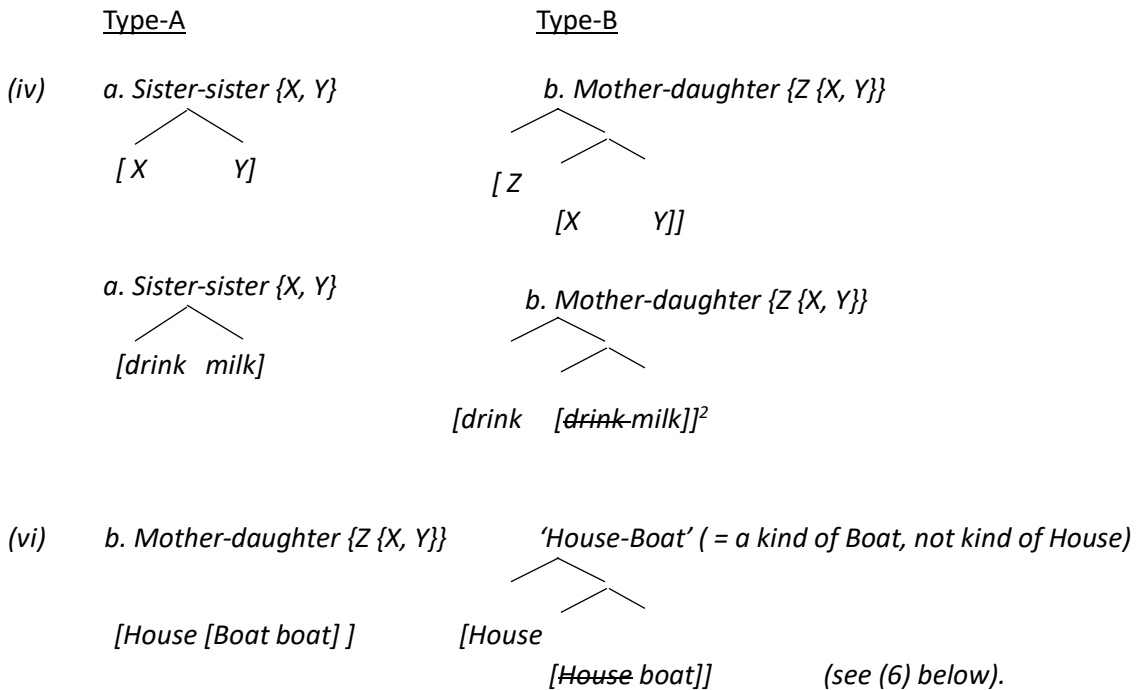 Type-A Type-B
(iv) a. Sister-sister {X, Y} b. Mother-daughter {Z {X, Y}}
[ X Y]
[ Z
[X Y]]
a. Sister-sister {X, Y}
b. Mother-daughter {Z {X, Y}}
[drink milk]
[drink [drink milk]]2
(vi) b. Mother-daughter {Z {X, Y}} ‘House-Boat’ ( = a kind of Boat, not kind of House)
[House [Boat boat] ] [House
[House boat]] (see (6) below).